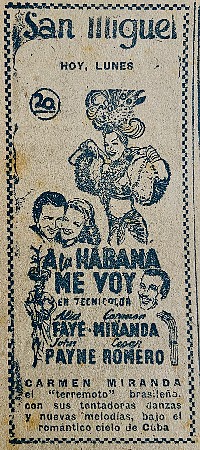 San Miguel
HOY, LUNES
20
A la HABANA
ME VOY
EN TECNICOLOR
Alice Carmen
FAYE - MIRANDA
John Cesar
PAYNE ROMERO
CARMEN MIRANDA
el "terremoto" brasileño,
con sus tentadoras danzas
y nuevas melodías, bajo el
romántico cielo de Cuba